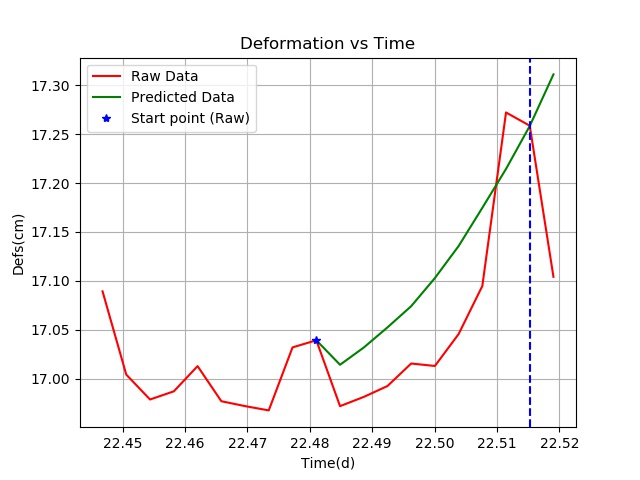 Deformation vs Time
Raw Data
Predicted Data
Start point (Raw)
17.30
17.25
17.20
17.15
17.10
17.05
17.00
Defs(cm)
22.45 22.46 22.47 22.48 22.49 22.50 22.51 22.52
Time(d)